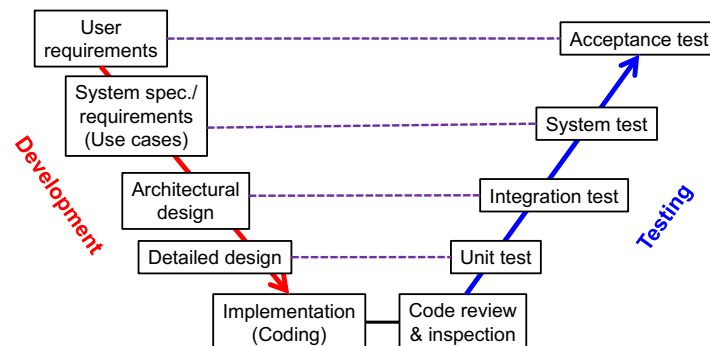 User
requirements
Acceptance test
System spec./
requirements
(Use cases)
System test
Development
Architectural
design
Integration test
Testing
Detailed design
Unit test
Implementation
(Coding)
Code review
& inspection